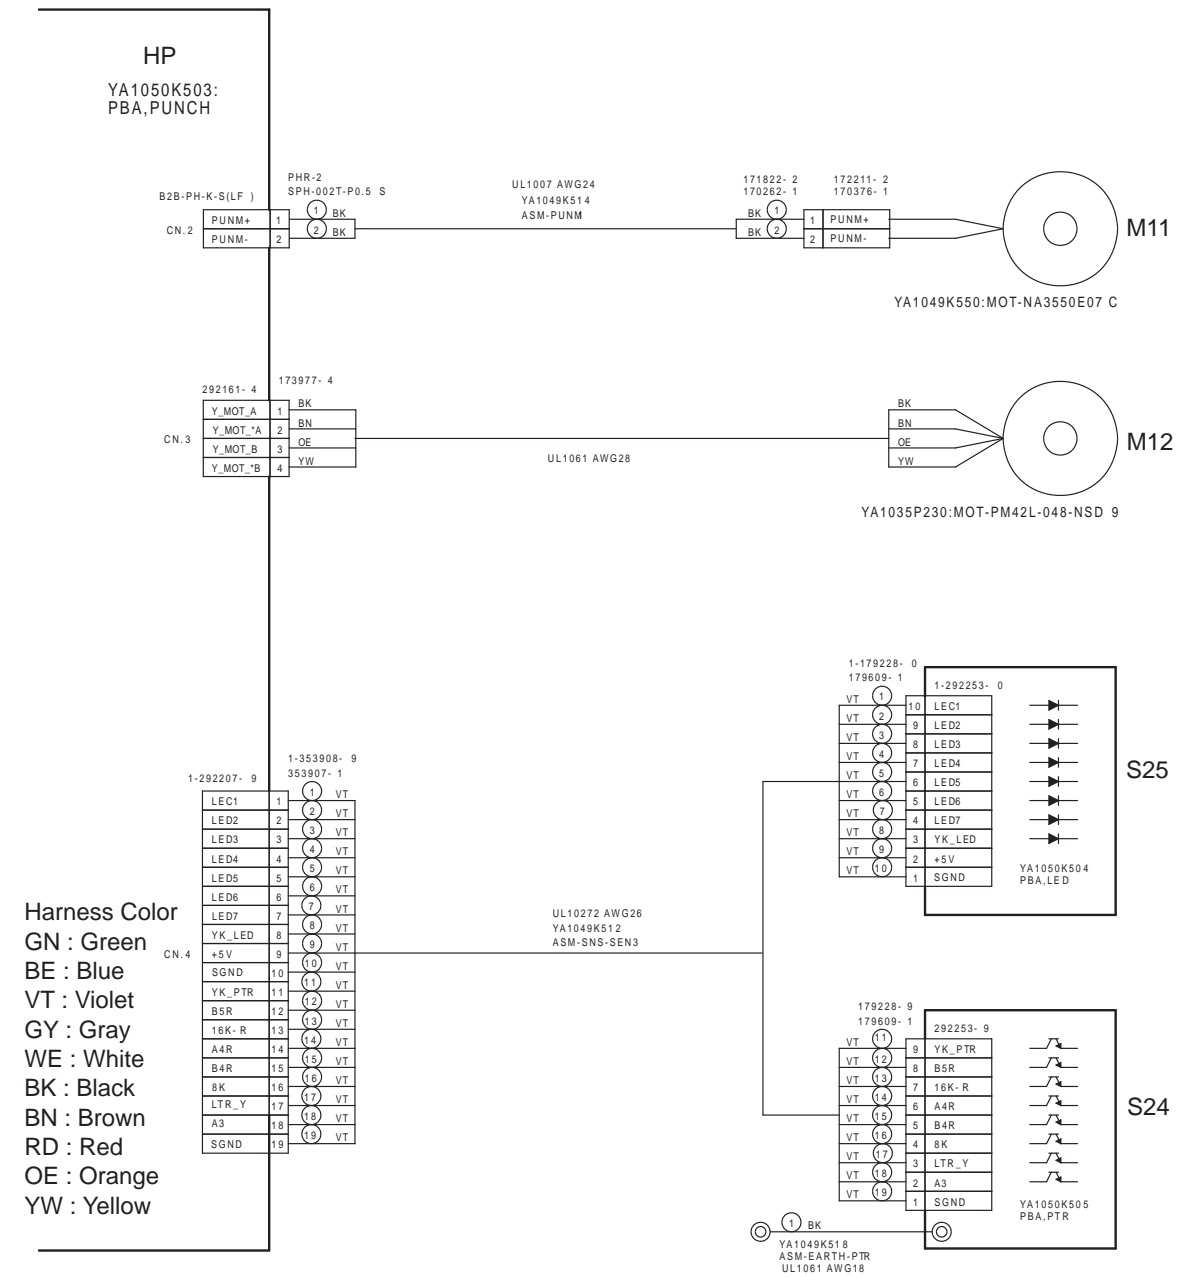 HP
YA1050K503:
PBA,PUNCH
B2B-PH-K-S(LF )
PHR-2
SPH-002T-P0.5 S
CN.2
PUNM+ 1 1 BK
PUNM- 2 2 BK
UL1007 AWG24
YA1049K514
ASM-PUNM
171822- 2
170262- 1
172211- 2
170376- 1
BK 1 1 PUNM+
BK 2 2 PUNM-
M11
YA1049K550:MOT-NA3550E07 C
292161- 4
173977- 4
CN.3
Y_MOT_A 1 BK
Y_MOT_*A 2 BN
Y_MOT_B 3 OE
Y_MOT_*B 4 YW
UL1061 AWG28
BK
BN
OE
YW
M12
YA1035P230:MOT-PM42L-048-NSD 9
1-292207- 9
1-353908- 9
353907- 1
CN.4
LEC1 1 1 VT
LED2 2 2 VT
LED3 3 3 VT
LED4 4 4 VT
LED5 5 5 VT
LED6 6 6 VT
LED7 7 7 VT
YK_LED 8 8 VT
+5V 9 9 VT
SGND 10 10 VT
YK_PTR 11 11 VT
B5R 12 12 VT
16K- R 13 13 VT
A4R 14 14 VT
B4R 15 15 VT
8K 16 16 VT
LTR_Y 17 17 VT
A3 18 18 VT
SGND 19 19 VT
UL10272 AWG26
YA1049K512
ASM-SNS-SEN3
1-179228- 0
179609- 1
1-292253- 0
VT 1 10 LEC1
VT 2 9 LED2
VT 3 8 LED3
VT 4 7 LED4
VT 5 6 LED5
VT 6 5 LED6
VT 7 4 LED7
VT 8 3 YK_LED
VT 9 2 +5V
VT 10 1 SGND
YA1050K504
PBA,LED
S25
179228- 9
179609- 1
292253- 9
VT 11 9 YK_PTR
VT 12 8 B5R
VT 13 7 16K- R
VT 14 6 A4R
VT 15 5 B4R
VT 16 4 8K
VT 17 3 LTR_Y
VT 18 2 A3
VT 19 1 SGND
YA1050K505
PBA,PTR
S24
1 BK
YA1049K518
ASM-EARTH-PTR
UL1061 AWG18
Harness Color
GN : Green
BE : Blue
VT : Violet
GY : Gray
WE : White
BK : Black
BN : Brown
RD : Red
OE : Orange
YW : Yellow